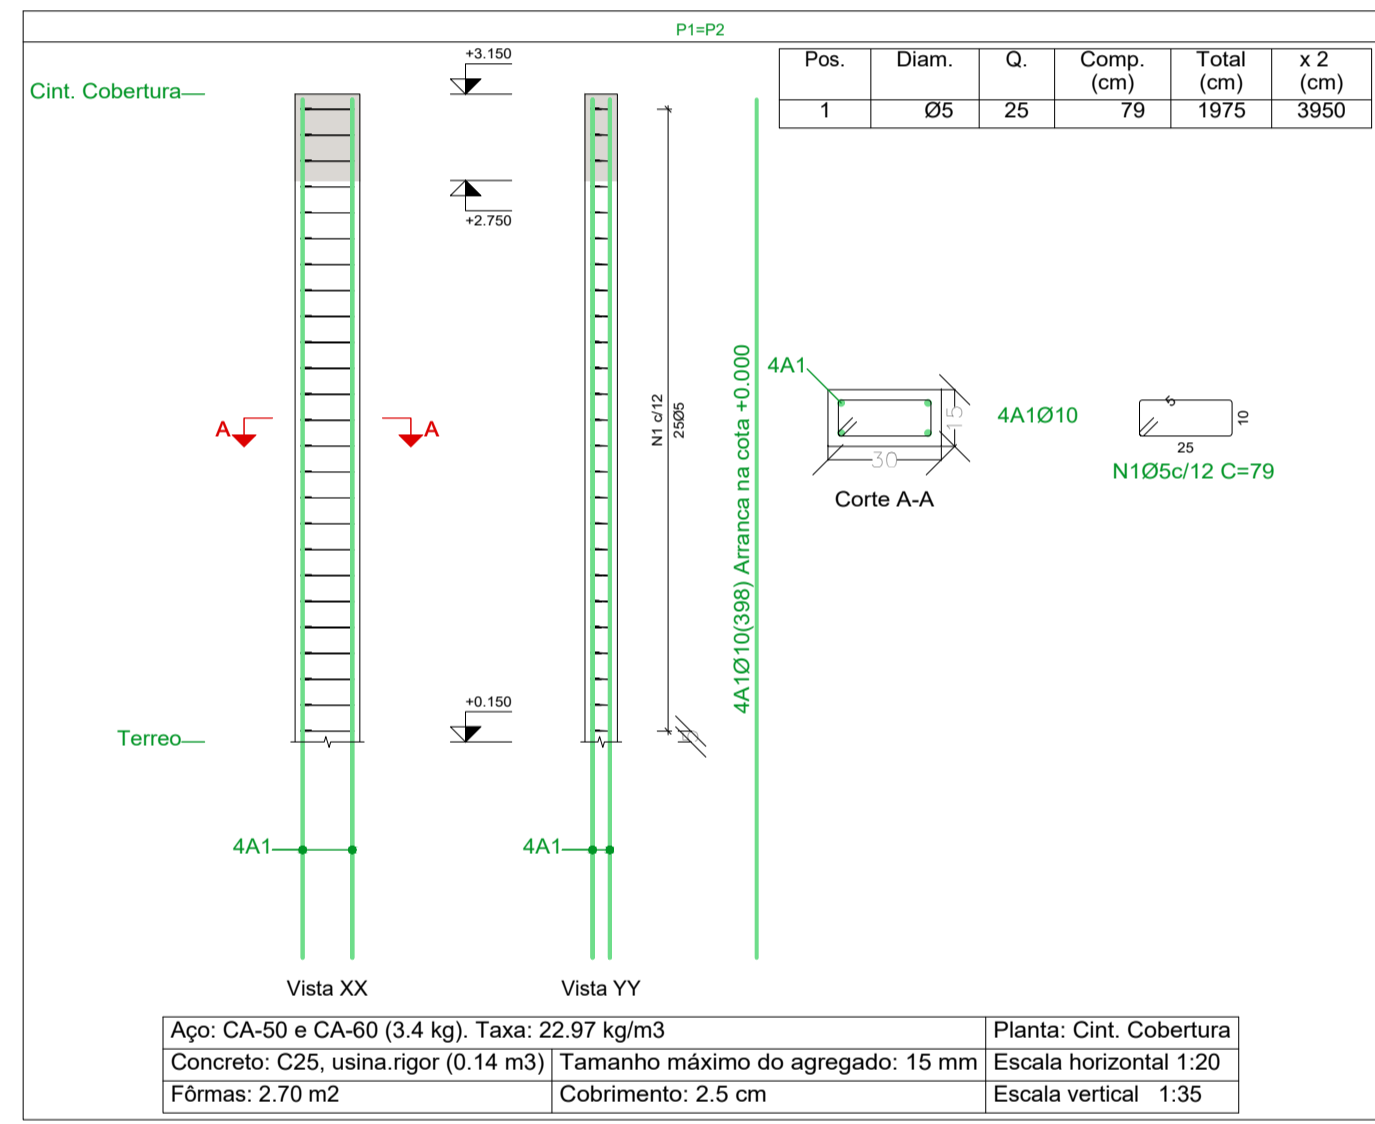 P1=P2
Cint. Cobertura
+3.150
+2.750
Pos. Diam. Q. Comp. (cm) Total (cm) x 2 (cm)
1 Ø5 25 79 1975 3950
A A
N1 c/12
25Ø5
4A1Ø10(398) Arranca na cota +0.000
4A1
15
30
Corte A-A
4A1Ø10
5
10
25
N1Ø5c/12 C=79
+0.150
Terreo
5
4A1
4A1
Vista XX
Vista YY
Aço: CA-50 e CA-60 (3.4 kg). Taxa: 22.97 kg/m3 Planta: Cint. Cobertura
Concreto: C25, usina.rigor (0.14 m3) Tamanho máximo do agregado: 15 mm Escala horizontal 1:20
Fôrmas: 2.70 m2 Cobrimento: 2.5 cm Escala vertical 1:35